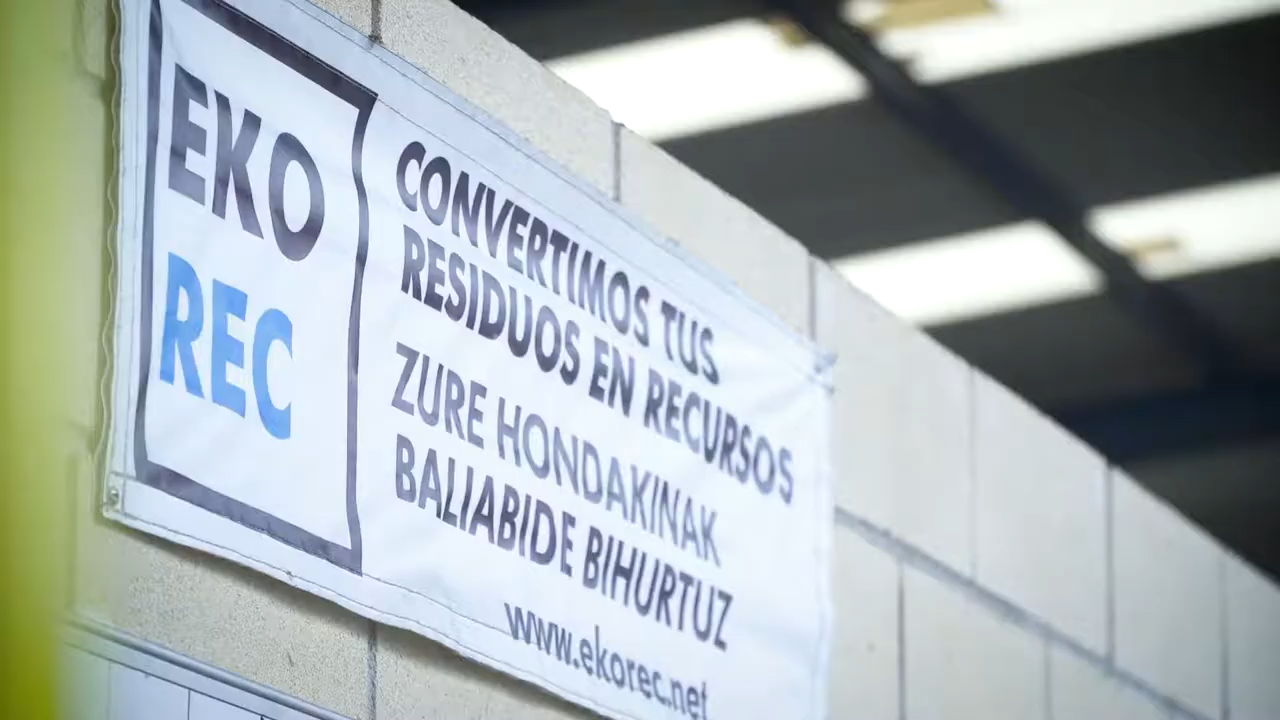 EKO
REC
CONVERTIMOS TUS
RESIDUOS EN RECURSOS
ZURE HONDAKINAK
BALIABIDE BIHURTUZ
www.ekorec.net